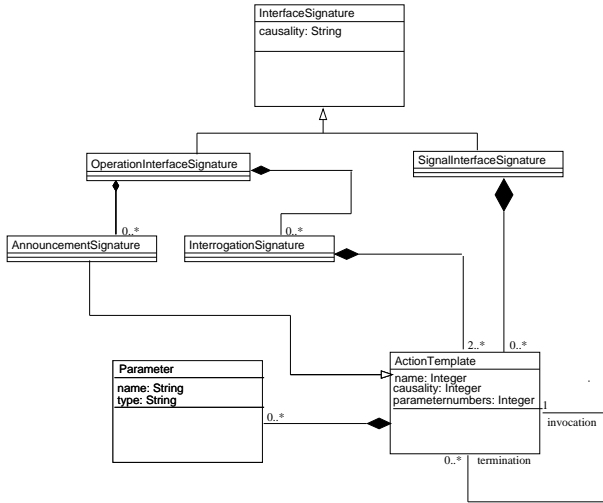 InterfaceSignature
causality: String
OperationInterfaceSignature
SignalInterfaceSignature
0..*
0..*
AnnouncementSignature
InterrogationSignature
2..*
0..*
Parameter
name: String
type: String
0..*
ActionTemplate
name: Integer
causality: Integer
parameternumbers: Integer
1
invocation
0..*
termination